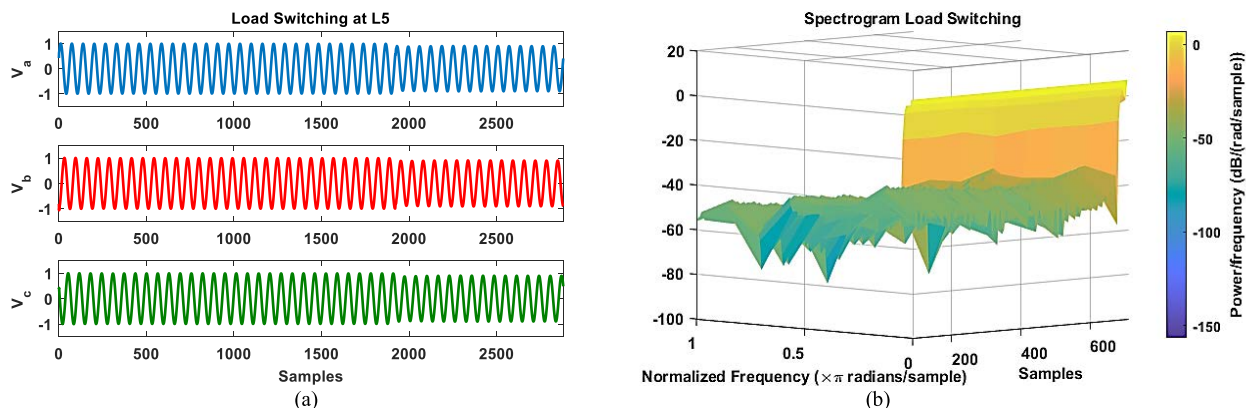 Load Switching at L5
1
0
-1
V a
0 500 1000 1500 2000 2500
1
0
-1
V b
0 500 1000 1500 2000 2500
1
0
-1
V c
0 500 1000 1500 2000 2500
Samples
(a)
Spectrogram Load Switching
20
0
-20
-40
-60
-80
-100
1 0.5 0
Normalized Frequency (×π radians/sample)
200 400 600
Samples
0
-50
-100
-150
Power/frequency (dB/(rad/sample))
(b)